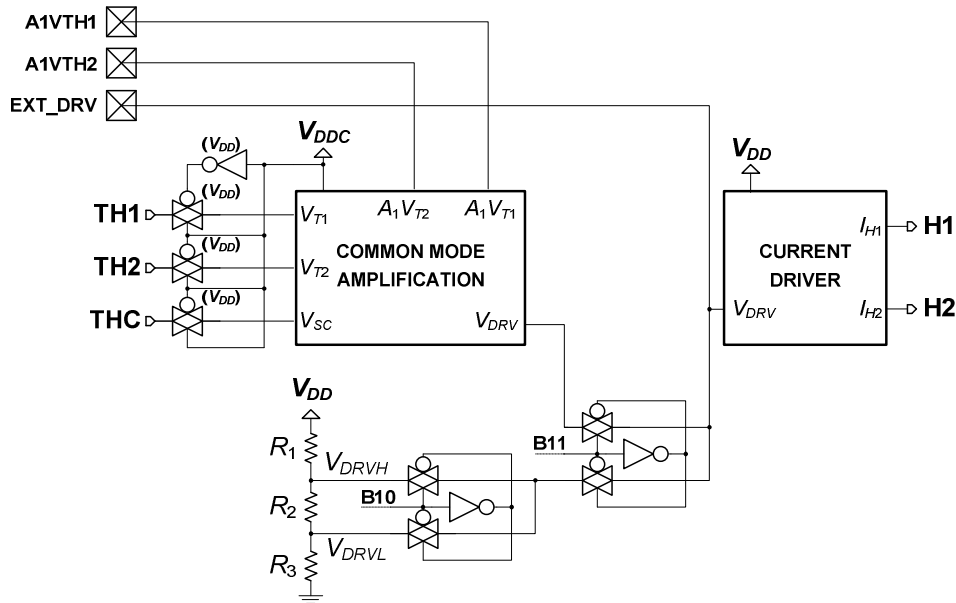 A1VTH1
A1VTH2
EXT_DRV
VDDC
(VDD)
VDD
(VDD)
TH1
VT1
A1VT2
A1VT1
IH1
H1
COMMON MODE
AMPLIFICATION
CURRENT
DRIVER
(VDD)
TH2
VT2
(VDD)
THC
VSC
VDRV
VDRV
IH2
H2
VDD
R1
B11
VDRVH
B10
R2
VDRVL
R3